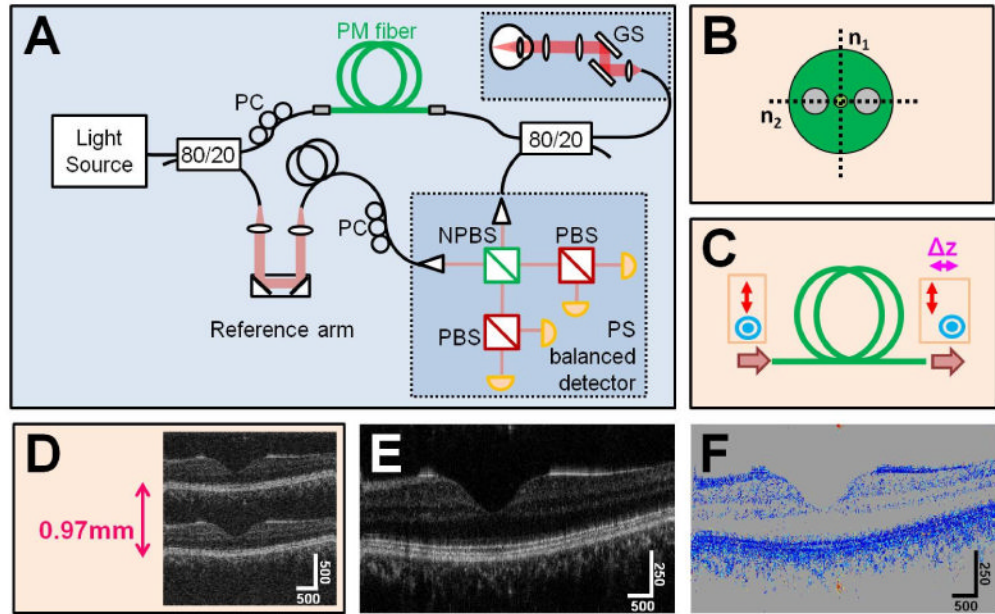 A
PM fiber
GS
PC
Light
Source
80/20
80/20
PC
NPBS
PBS
Reference arm
PBS
PS
balanced
detector
B
n1
n2
C
Δz
D
0.97mm
500
500
E
250
500
F
250
500